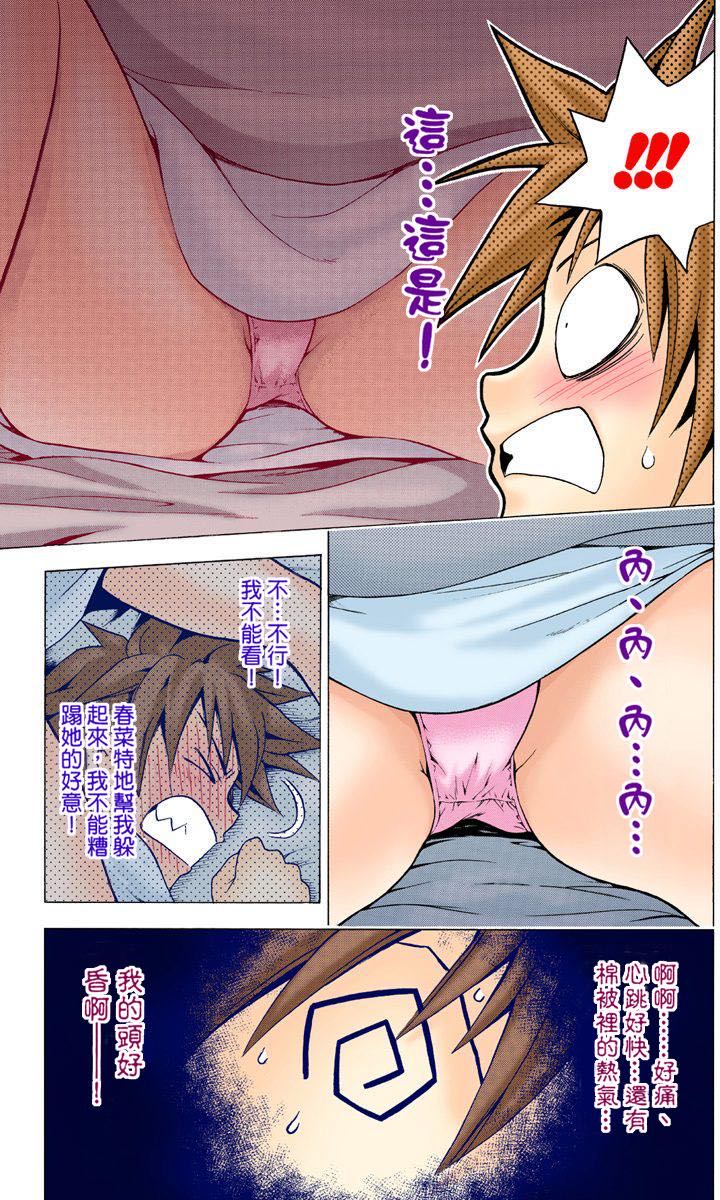 !!!
這…這是！
內、內、內…內…
不…不行！
我不能看！
春菜特地幫我躲
起來，我不能糟
蹋她的好意！
啊啊……好痛、
心跳好快…還有
棉被裡的熱氣…
我的頭好
昏啊——！